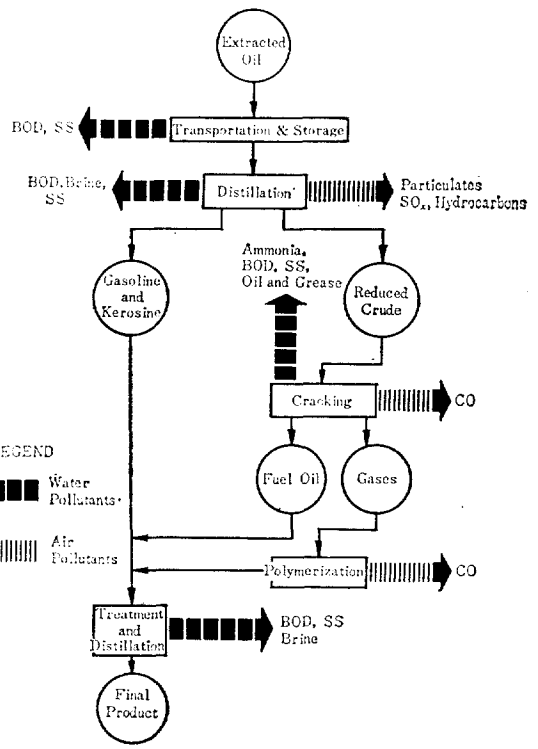 Extracted
Oil
BOD, SS
Transportation & Storage
BOD, Brine,
SS
Distillation
Particulates
SOx, Hydrocarbons
Ammonia,
BOD, SS,
Oil and Grease
Gasoline
and
Kerosine
Reduced
Crude
Cracking
CO
EGEND
Water
Pollutants
Fuel Oil
Gases
Air
Pollutants
Polymerization
CO
Treatment
and
Distillation
BOD, SS
Brine
Final
Product